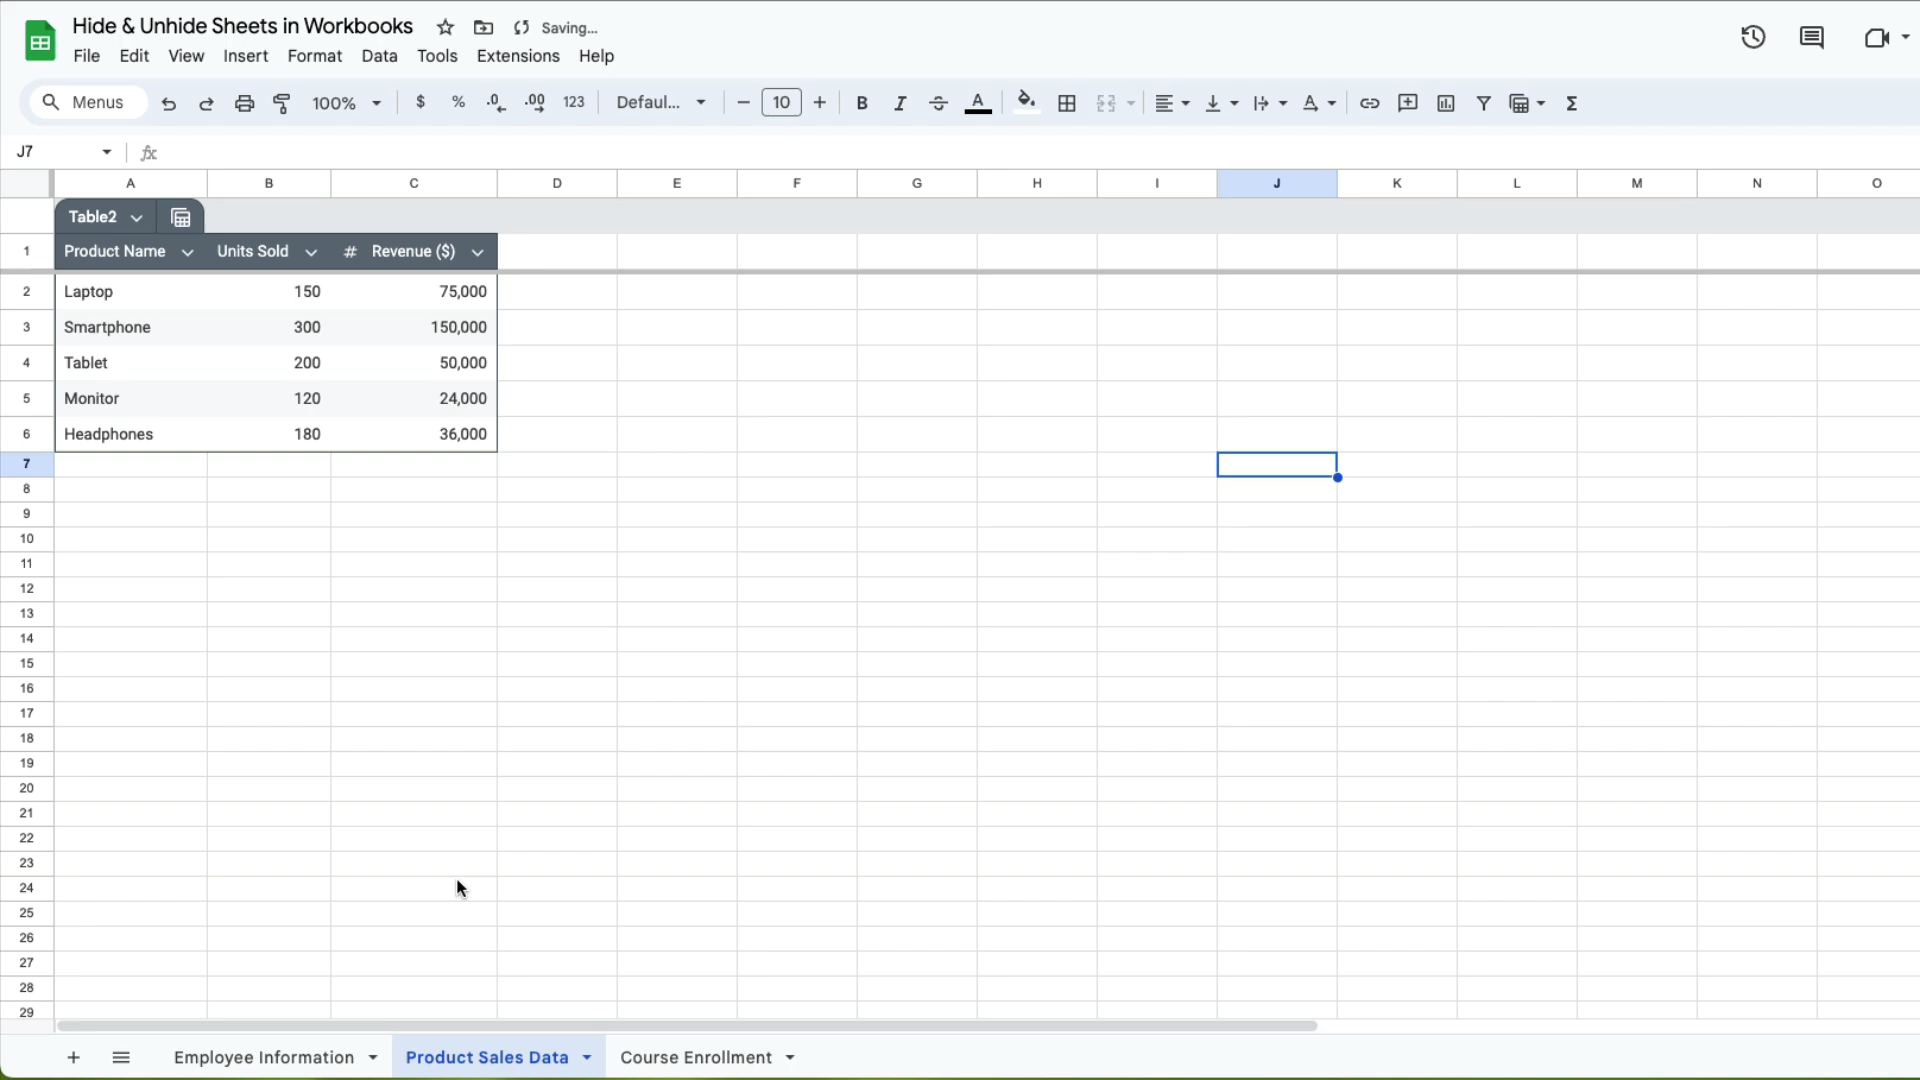 Hide & Unhide Sheets in Workbooks Saving...
File Edit View Insert Format Data Tools Extensions Help
Menus 100% $ % .0 .00 123 Defaul... 10 B I A A Σ
J7 fx
A B C D E F G H I J K L M N O
Table2
1 Product Name Units Sold # Revenue ($)
2 Laptop 150 75,000
3 Smartphone 300 150,000
4 Tablet 200 50,000
5 Monitor 120 24,000
6 Headphones 180 36,000
7
8
9
10
11
12
13
14
15
16
17
18
19
20
21
22
23
24
25
26
27
28
29
+ Employee Information Product Sales Data Course Enrollment